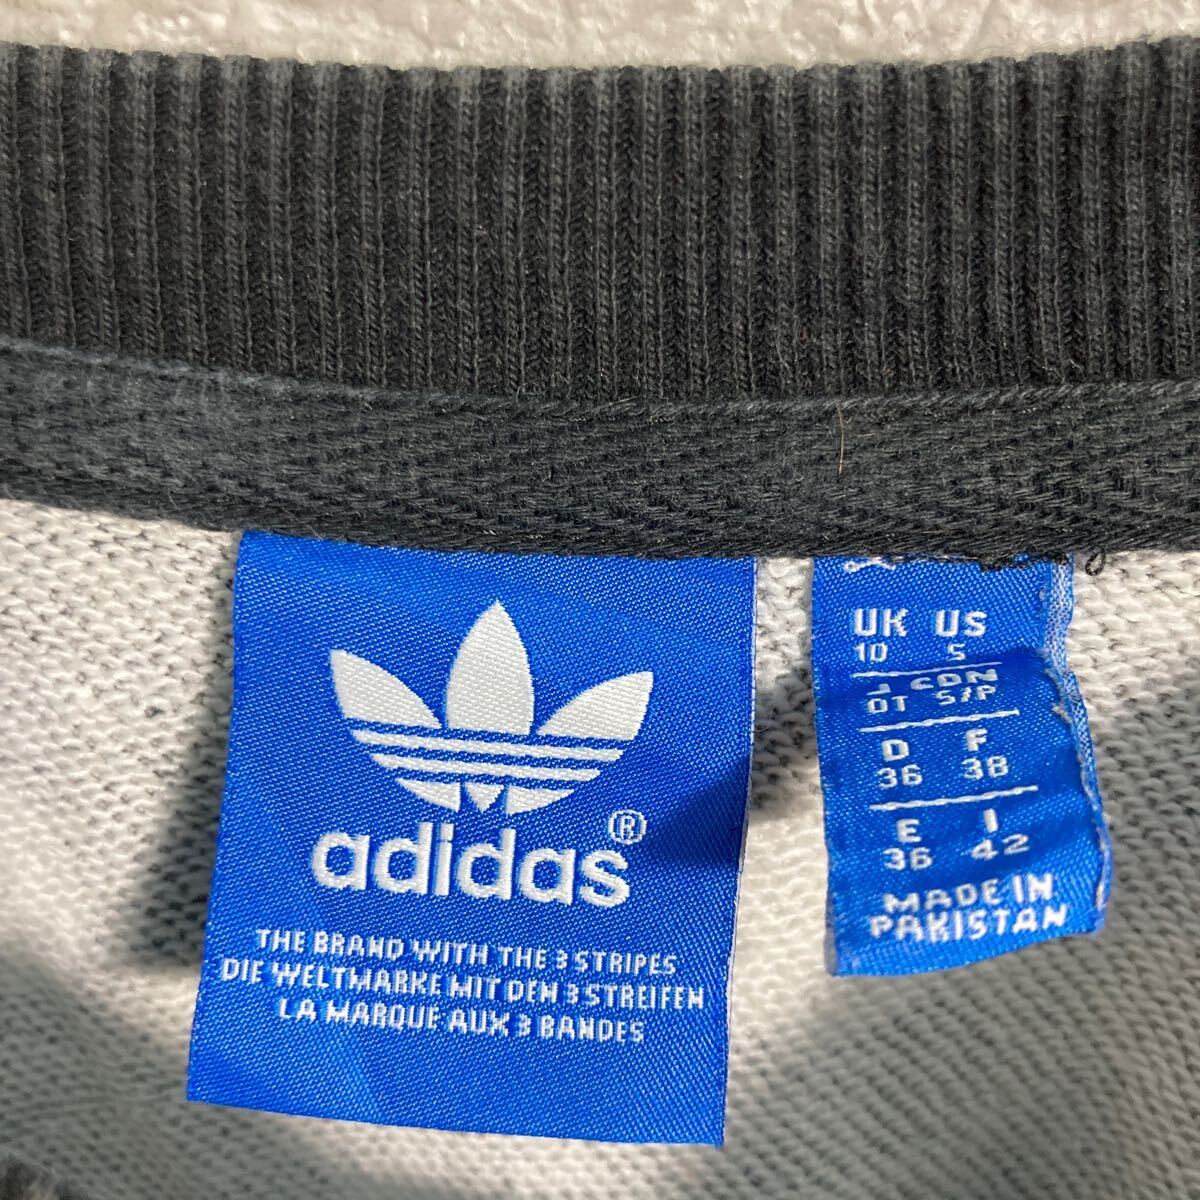 adidas®
THE BRAND WITH THE 3 STRIPES
DIE WELTMARKE MIT DEN 3 STREIFEN
LA MARQUE AUX 3 BANDES
UK US
10 S
J CDN
OT S/P
D F
36 38
E I
36 42
MADE IN
PAKISTAN